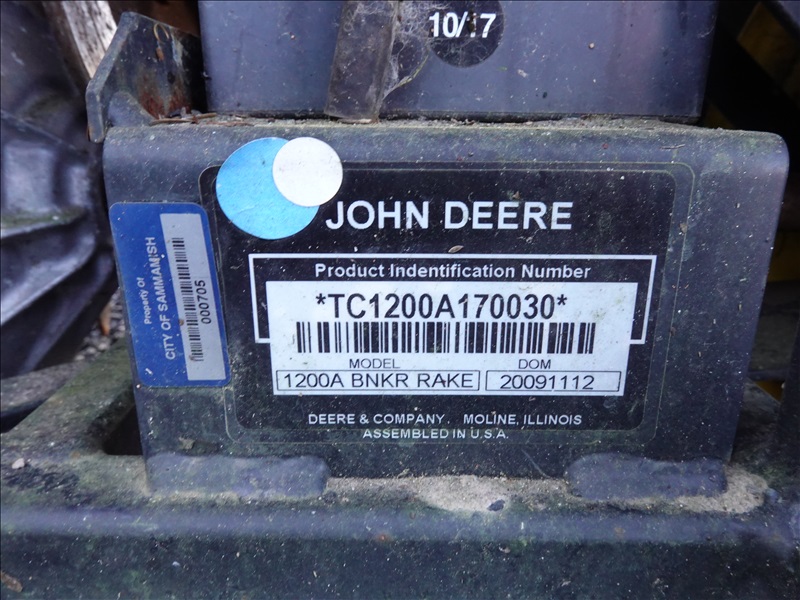 10/17
JOHN DEERE
Product Indentification Number
*TC1200A170030*
MODEL DOM
1200A BNKR RAKE 20091112
DEERE & COMPANY, MOLINE, ILLINOIS
ASSEMBLED IN U.S.A.
Property Of
CITY OF SAMMAMISH
000705